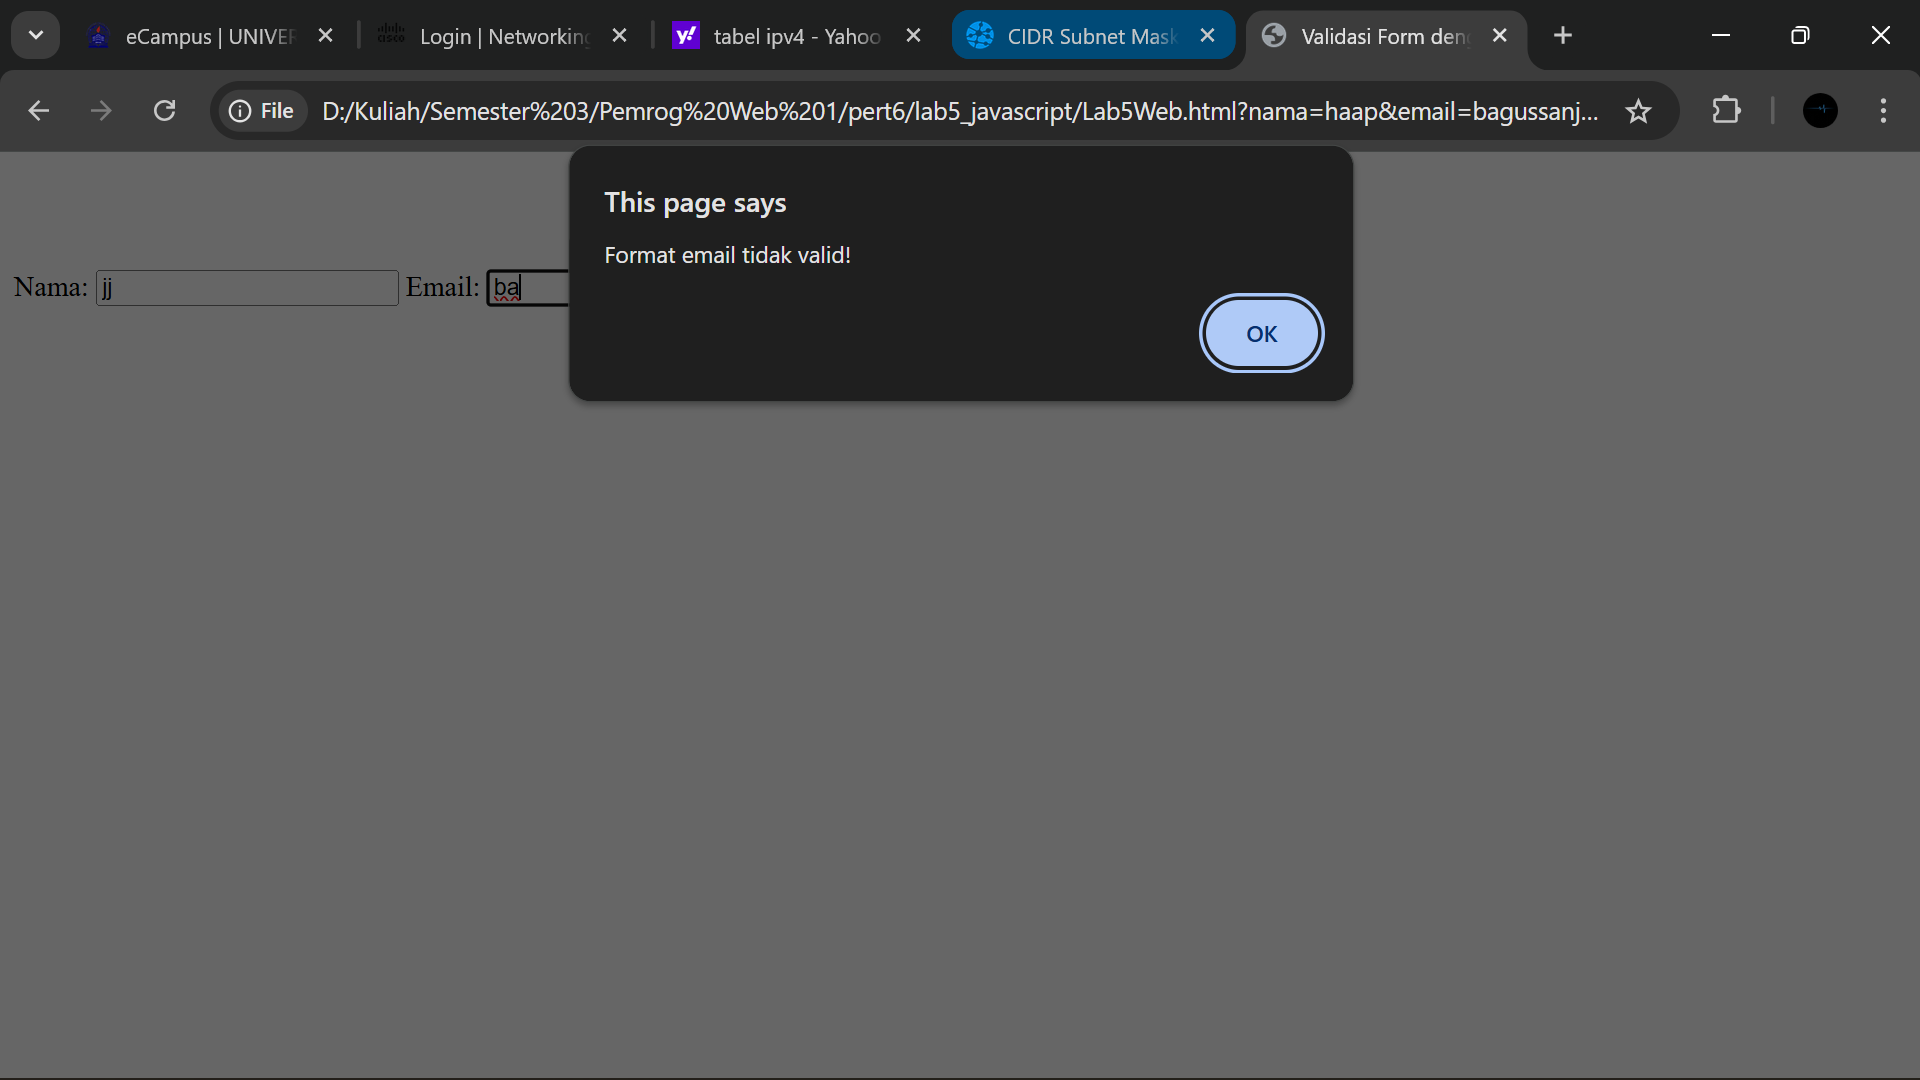 eCampus | UNIVER
cisco
Login | Networking
y!
tabel ipv4 - Yahoo
CIDR Subnet Mask
Validasi Form deng
File
D:/Kuliah/Semester%203/Pemrog%20Web%201/pert6/lab5_javascript/Lab5Web.html?nama=haap&email=bagussanj...
This page says
Format email tidak valid!
OK
Nama: jj Email: ba